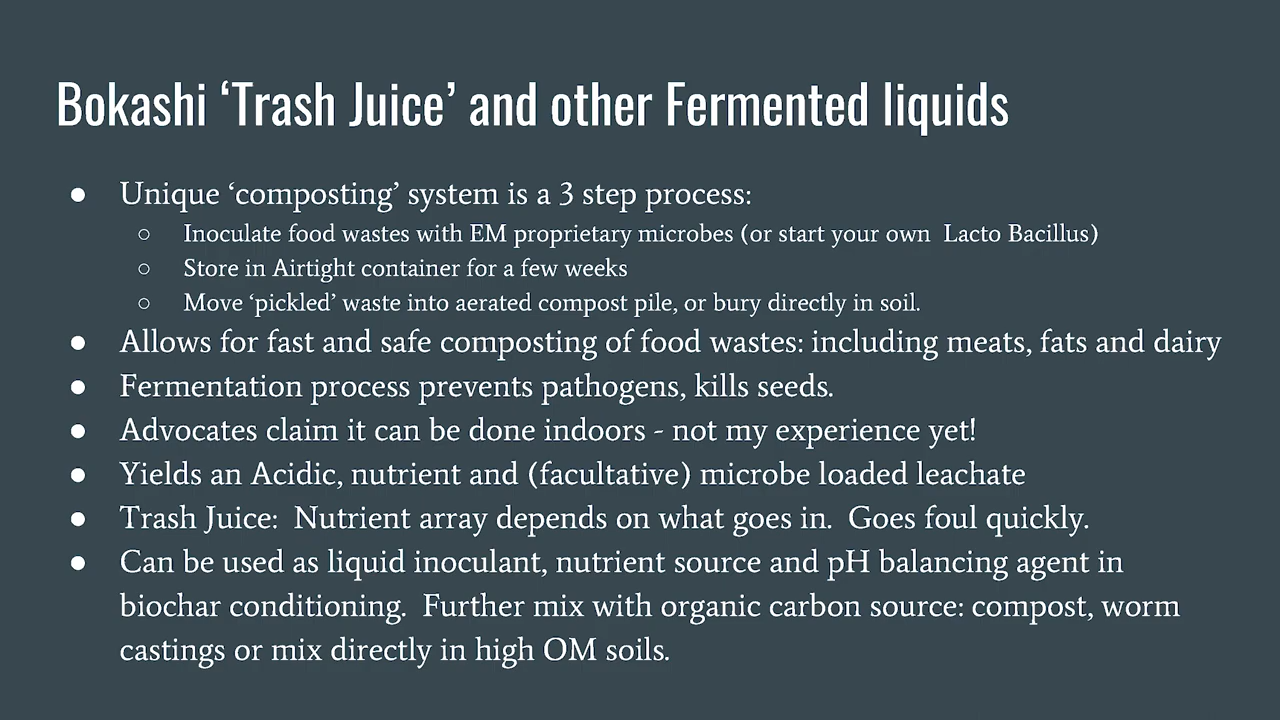 Bokashi ‘Trash Juice’ and other Fermented liquids
● Unique ‘composting’ system is a 3 step process:
○ Inoculate food wastes with EM proprietary microbes (or start your own  Lacto Bacillus)
○ Store in Airtight container for a few weeks
○ Move ‘pickled’ waste into aerated compost pile, or bury directly in soil.
● Allows for fast and safe composting of food wastes: including meats, fats and dairy
● Fermentation process prevents pathogens, kills seeds.
● Advocates claim it can be done indoors - not my experience yet!
● Yields an Acidic, nutrient and (facultative) microbe loaded leachate
● Trash Juice:  Nutrient array depends on what goes in.  Goes foul quickly.
● Can be used as liquid inoculant, nutrient source and pH balancing agent in
biochar conditioning.  Further mix with organic carbon source: compost, worm
castings or mix directly in high OM soils.